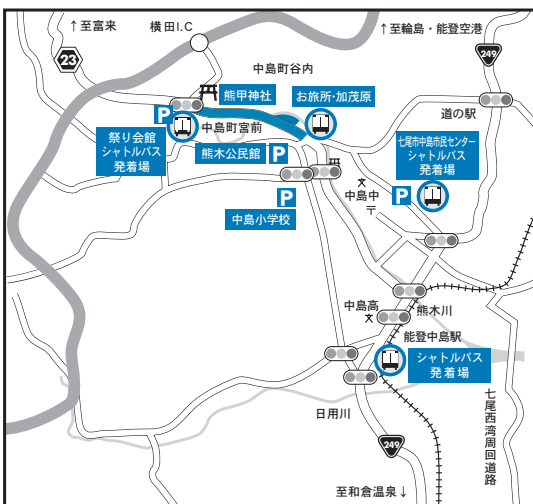 ↑至富来
横田I.C
↑至輪島・能登空港
23
249
中島町谷内
熊甲神社
お旅所・加茂原
道の駅
P
祭り会館
シャトルバス
発着場
中島町宮前
熊木公民館
P
七尾市中島市民センター
シャトルバス
発着場
P
中島中
〒
P
中島小学校
中島高
熊木川
能登中島駅
シャトルバス
発着場
日用川
七尾西湾周回道路
249
至和倉温泉↓